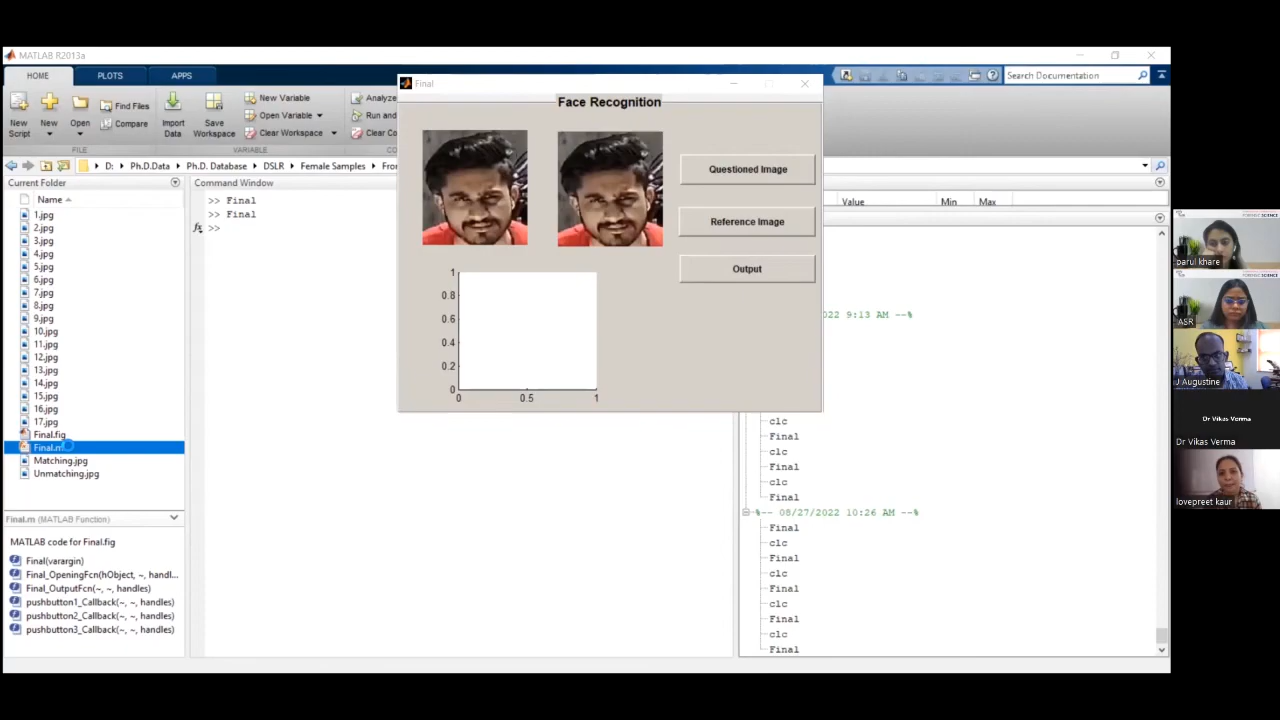 MATLAB R2013a
HOME PLOTS APPS
Search Documentation
New Script
New
Open
Find Files
Compare
FILE
Import Data
Save Workspace
New Variable
Open Variable
Clear Workspace
VARIABLE
Analyze
Run and
Clear Co
D: ▸ Ph.D.Data ▸ Ph.D. Database ▸ DSLR ▸ Female Samples ▸ Fro
Current Folder
Name
1.jpg
2.jpg
3.jpg
4.jpg
5.jpg
6.jpg
7.jpg
8.jpg
9.jpg
10.jpg
11.jpg
12.jpg
13.jpg
14.jpg
15.jpg
16.jpg
17.jpg
Final.fig
Final.m
Matching.jpg
Unmatching.jpg
Final.m (MATLAB Function)
MATLAB code for Final.fig
Final(varargin)
Final_OpeningFcn(hObject, ~, handl...
Final_OutputFcn(~, ~, handles)
pushbutton1_Callback(~, ~, handles)
pushbutton2_Callback(~, ~, handles)
pushbutton3_Callback(~, ~, handles)
Command Window
>> Final
>> Final
fx >>
Final
Face Recognition
Questioned Image
Reference Image
Output
1
0.8
0.6
0.4
0.2
0
0 0.5 1
Value Min Max
022 9:13 AM --%
clc
Final
clc
Final
clc
Final
%-- 08/27/2022 10:26 AM --%
Final
clc
Final
clc
Final
clc
Final
clc
Final
parul khare
ASR
J Augustine
Dr Vikas Verma
Dr Vikas Verma
lovepreet kaur